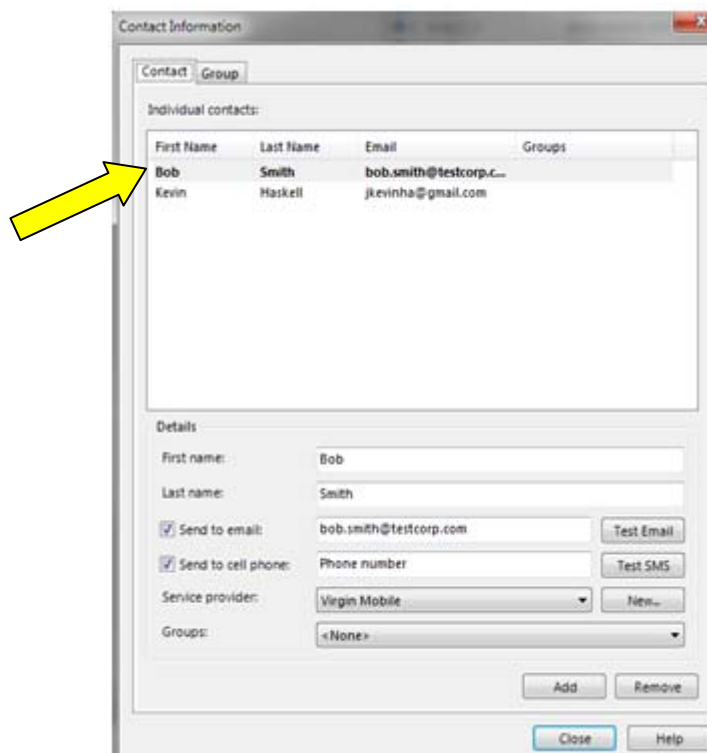 Contact Information
Contact Group
Individual contacts:
First Name Last Name Email Groups
Bob Smith bob.smith@testcorp.c...
Kevin Haskell jkevinha@gmail.com
Details
First name: Bob
Last name: Smith
Send to email: bob.smith@testcorp.com Test Email
Send to cell phone: Phone number Test SMS
Service provider: Virgin Mobile New...
Groups: <None>
Add Remove
Close Help